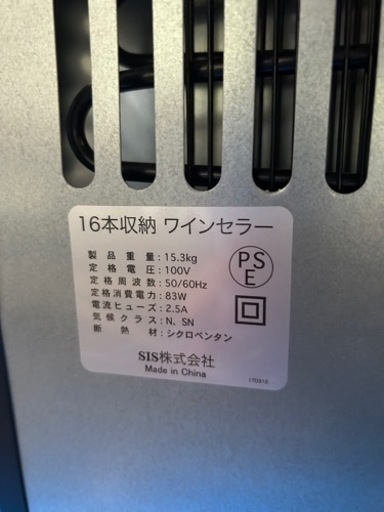 16本収納 ワインセラー
製品重量：15.3kg
定格電圧：100V
定格周波数：50/60Hz
定格消費電力：83W
電流ヒューズ：2.5A
気候クラス：N、SN
断熱材：シクロペンタン
PS
E
SIS株式会社
Made in China